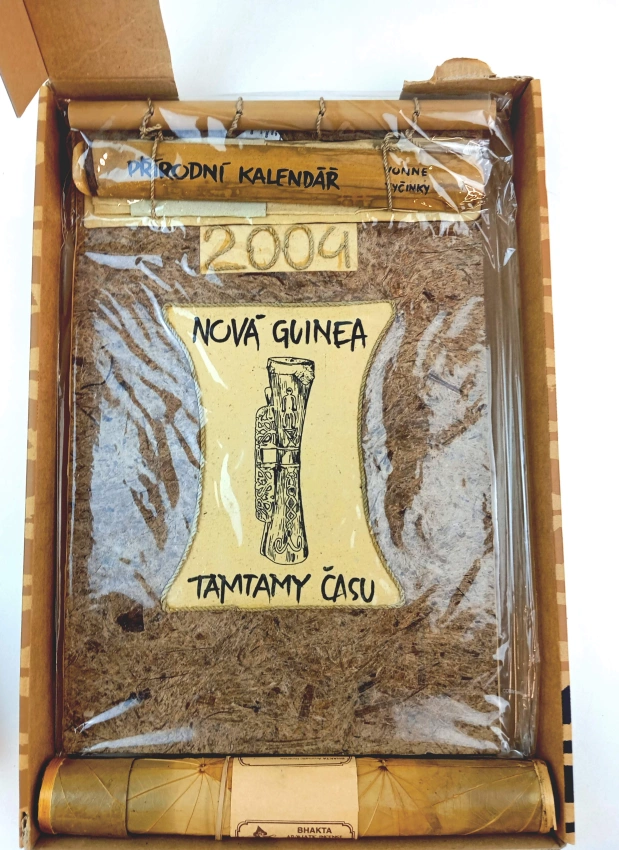 PŘÍRODNÍ KALENDÁŘ
2004
NOVÁ GUINEA
TAMTAMY ČASU
BHAKTA